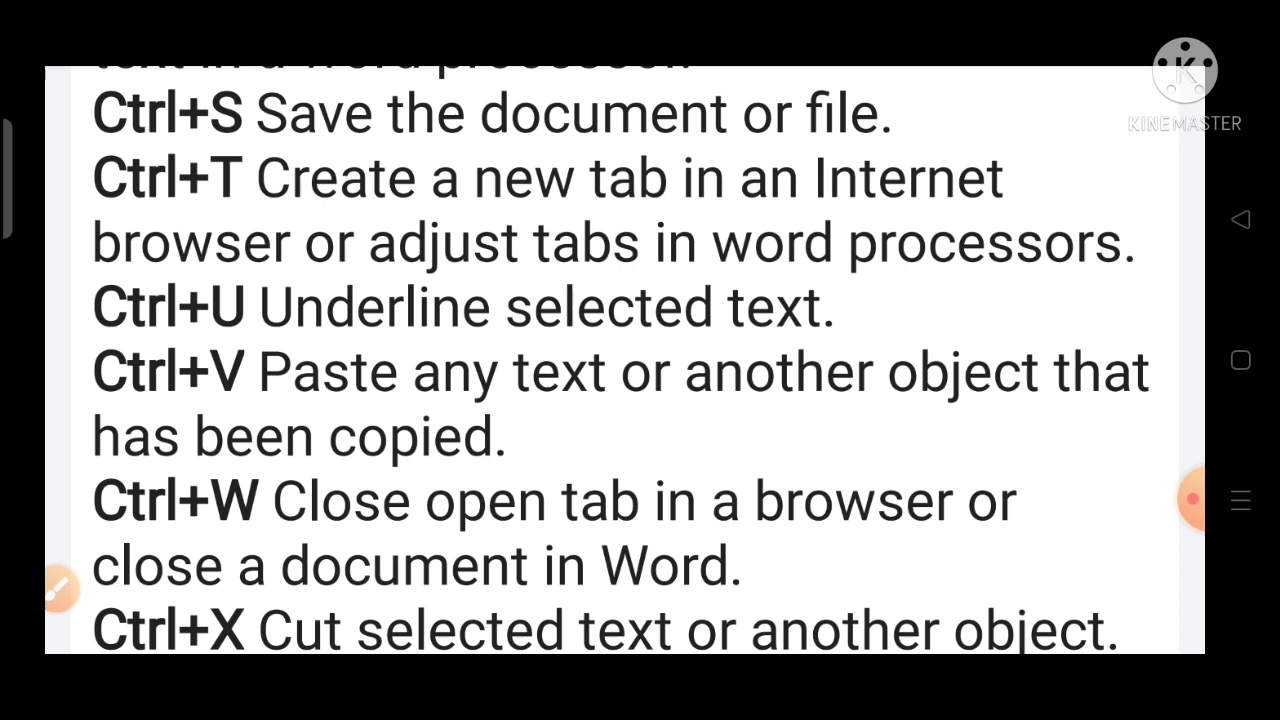 Ctrl+S Save the document or file.
Ctrl+T Create a new tab in an Internet
browser or adjust tabs in word processors.
Ctrl+U Underline selected text.
Ctrl+V Paste any text or another object that
has been copied.
Ctrl+W Close open tab in a browser or
close a document in Word.
Ctrl+X Cut selected text or another object.
K
KINEMASTER